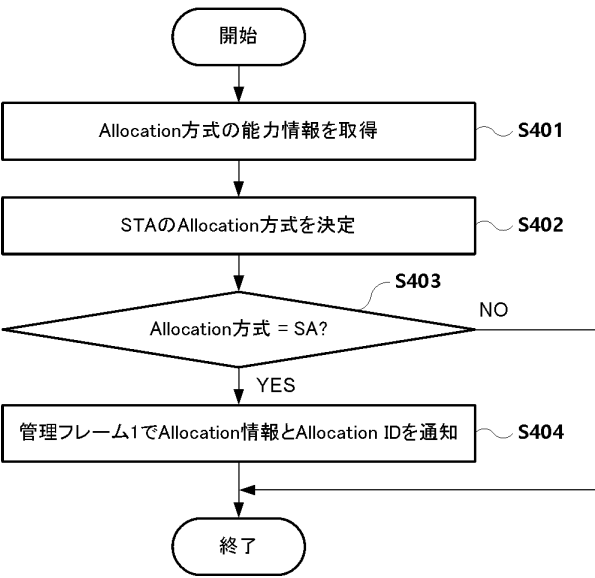 開始
Allocation方式の能力情報を取得
S401
STAのAllocation方式を決定
S402
S403
Allocation方式 = SA?
NO
YES
管理フレーム1でAllocation情報とAllocation IDを通知
S404
終了